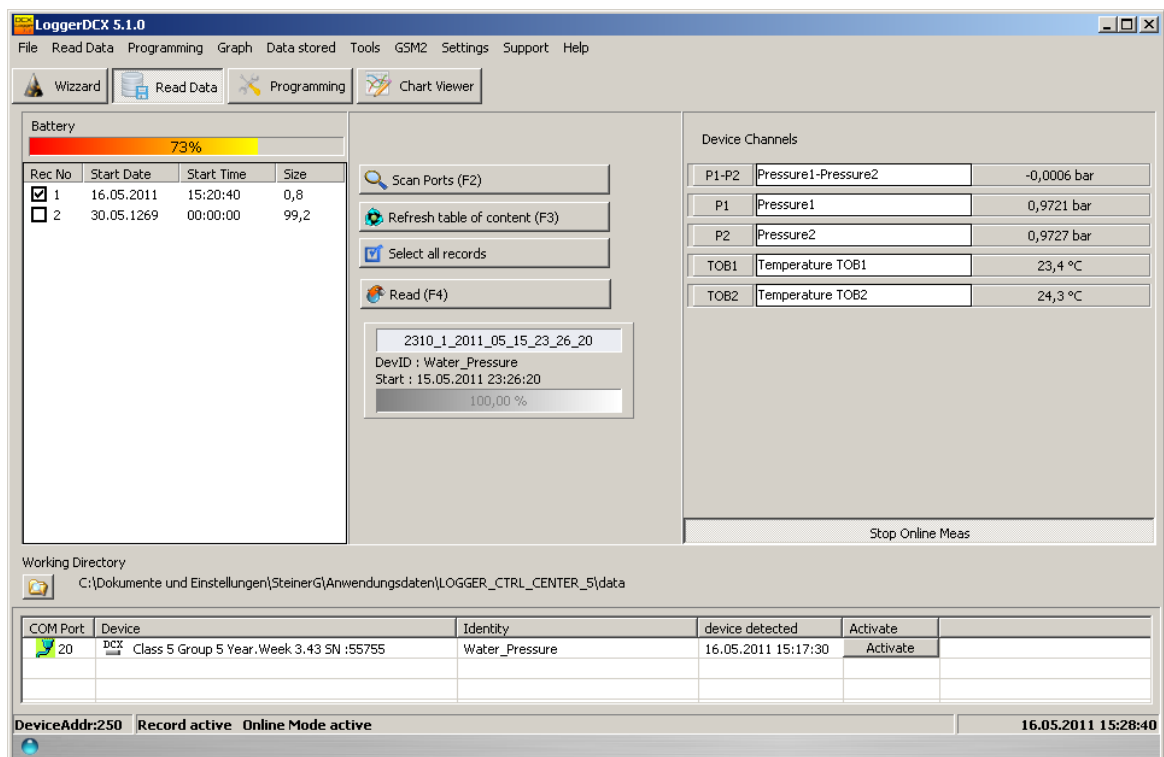 LoggerDCX 5.1.0
File Read Data Programming Graph Data stored Tools GSM2 Settings Support Help
Wizzard Read Data Programming Chart Viewer
Battery
73%
Rec No Start Date Start Time Size
1 16.05.2011 15:20:40 0,8
2 30.05.1269 00:00:00 99,2
Scan Ports (F2)
Refresh table of content (F3)
Select all records
Read (F4)
2310_1_2011_05_15_23_26_20
DevID : Water_Pressure
Start : 15.05.2011 23:26:20
100,00 %
Device Channels
P1-P2 Pressure1-Pressure2 -0,0006 bar
P1 Pressure1 0,9721 bar
P2 Pressure2 0,9727 bar
TOB1 Temperature TOB1 23,4 °C
TOB2 Temperature TOB2 24,3 °C
Stop Online Meas
Working Directory
C:\Dokumente und Einstellungen\SteinerG\Anwendungsdaten\LOGGER_CTRL_CENTER_5\data
COM Port Device Identity device detected Activate
20 DCX Class 5 Group 5 Year.Week 3.43 SN :55755 Water_Pressure 16.05.2011 15:17:30 Activate
DeviceAddr:250 Record active Online Mode active 16.05.2011 15:28:40